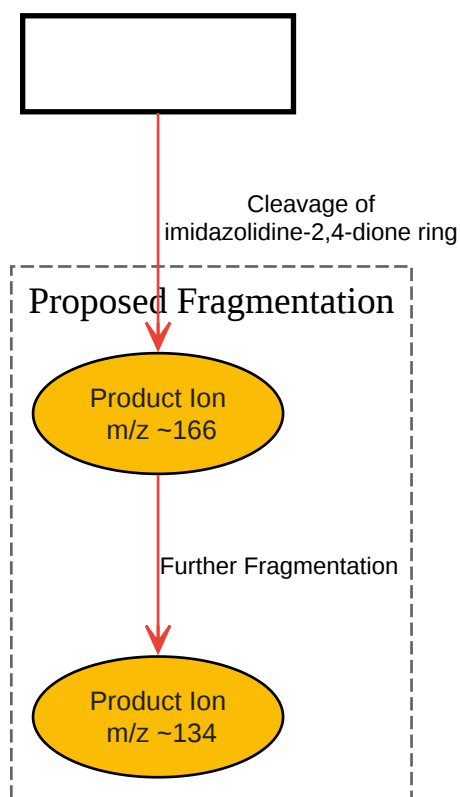 Cleavage of
imidazolidine-2,4-dione ring
Proposed Fragmentation
Product Ion
m/z ~166
Further Fragmentation
Product Ion
m/z ~134